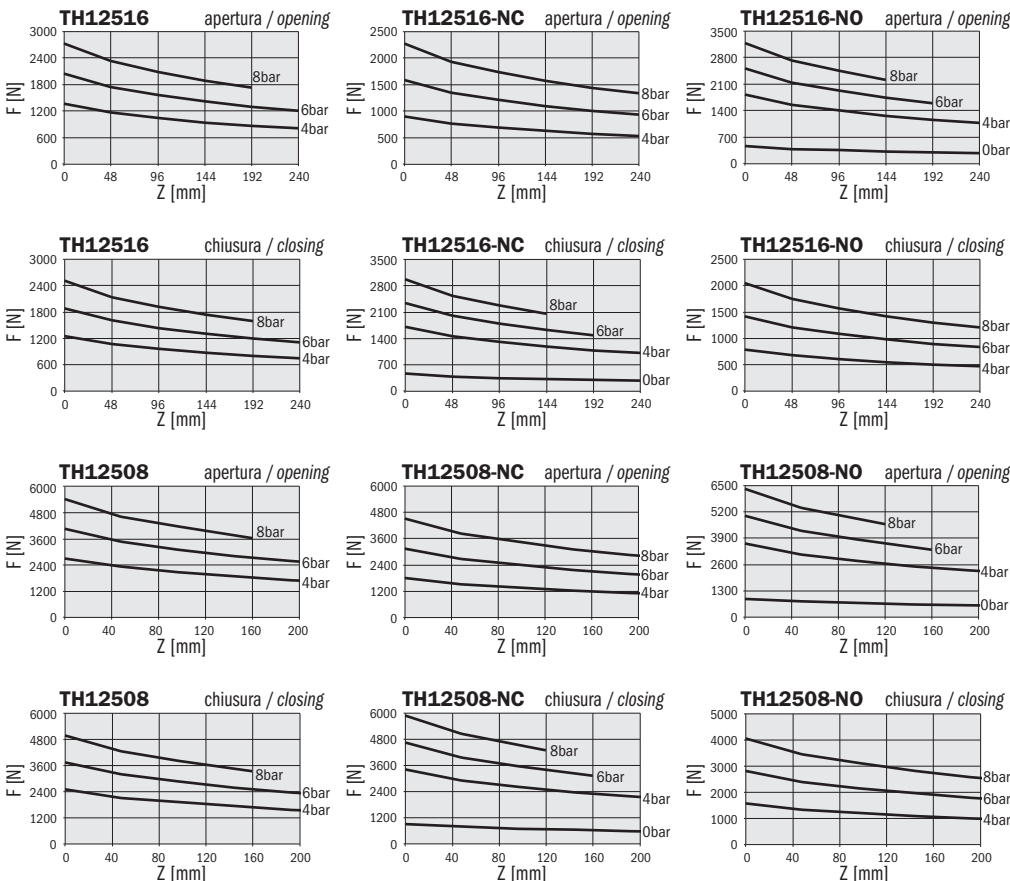 TH12516 apertura / opening
F [N]
3000
2400
1800
1200
600
0
8bar
6bar
4bar
0 48 96 144 192 240
Z [mm]
TH12516-NC apertura / opening
F [N]
2500
2000
1500
1000
500
0
8bar
6bar
4bar
0 48 96 144 192 240
Z [mm]
TH12516-NO apertura / opening
F [N]
3500
2800
2100
1400
700
0
8bar
6bar
4bar
0bar
0 48 96 144 192 240
Z [mm]
TH12516 chiusura / closing
F [N]
3000
2400
1800
1200
600
0
8bar
6bar
4bar
0 48 96 144 192 240
Z [mm]
TH12516-NC chiusura / closing
F [N]
3500
2800
2100
1400
700
0
8bar
6bar
4bar
0bar
0 48 96 144 192 240
Z [mm]
TH12516-NO chiusura / closing
F [N]
2500
2000
1500
1000
500
0
8bar
6bar
4bar
0 48 96 144 192 240
Z [mm]
TH12508 apertura / opening
F [N]
6000
4800
3600
2400
1200
0
8bar
6bar
4bar
0 40 80 120 160 200
Z [mm]
TH12508-NC apertura / opening
F [N]
6000
4800
3600
2400
1200
0
8bar
6bar
4bar
0 40 80 120 160 200
Z [mm]
TH12508-NO apertura / opening
F [N]
6500
5200
3900
2600
1300
0
8bar
6bar
4bar
0bar
0 40 80 120 160 200
Z [mm]
TH12508 chiusura / closing
F [N]
6000
4800
3600
2400
1200
0
8bar
6bar
4bar
0 40 80 120 160 200
Z [mm]
TH12508-NC chiusura / closing
F [N]
6000
4800
3600
2400
1200
0
8bar
6bar
4bar
0bar
0 40 80 120 160 200
Z [mm]
TH12508-NO chiusura / closing
F [N]
5000
4000
3000
2000
1000
0
8bar
6bar
4bar
0 40 80 120 160 200
Z [mm]